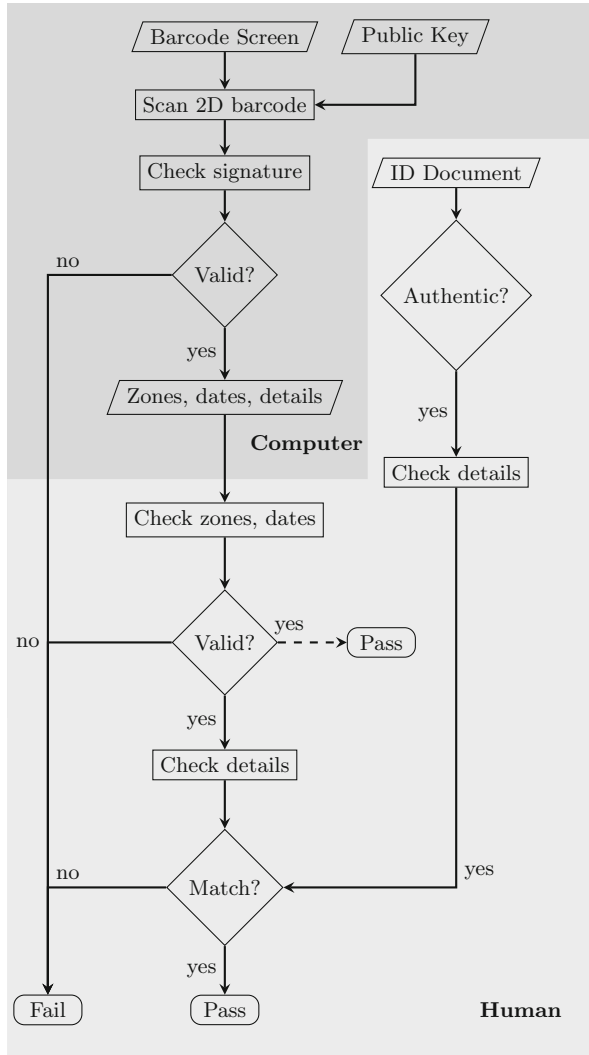 Barcode Screen
Public Key
Scan 2D barcode
Check signature
ID Document
no
Valid?
Authentic?
yes
Zones, dates, details
yes
Computer
Check details
Check zones, dates
yes
no
Valid?
Pass
yes
Check details
no
Match?
yes
yes
Fail
Pass
Human